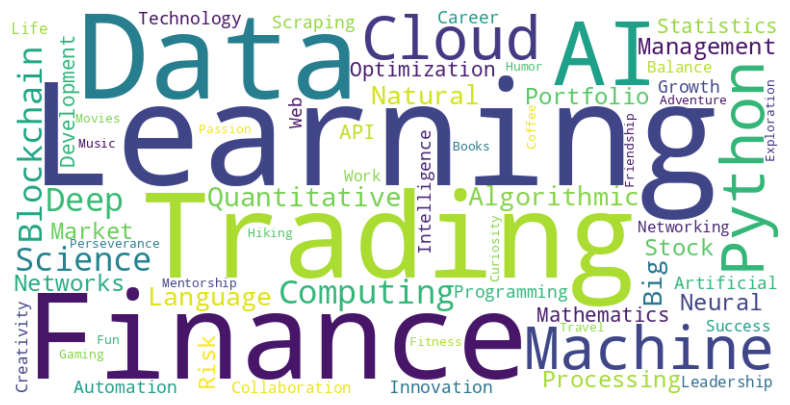 Life
Technology
Scraping
Career
Statistics
Data
Cloud
AI
Management
Optimization
Humor
Balance
Blockchain
Development
Movies
Music
Passion
Web
Natural
API
Portfolio
Growth
Adventure
Python
Exploration
Learning
Books
Coffee
Friendship
Intelligence
Work
Deep
Quantitative
Algorithmic
Market
Trading
Hiking
Curiosity
Networking
Perseverance
Stock
Science
Networks
Mentorship
Language
Computing
Programming
Big
Artificial
Neural
Creativity
Finance
Mathematics
Machine
Success
Fun
Gaming
Risk
Fitness
Travel
Automation
Collaboration
Innovation
Processing
Leadership